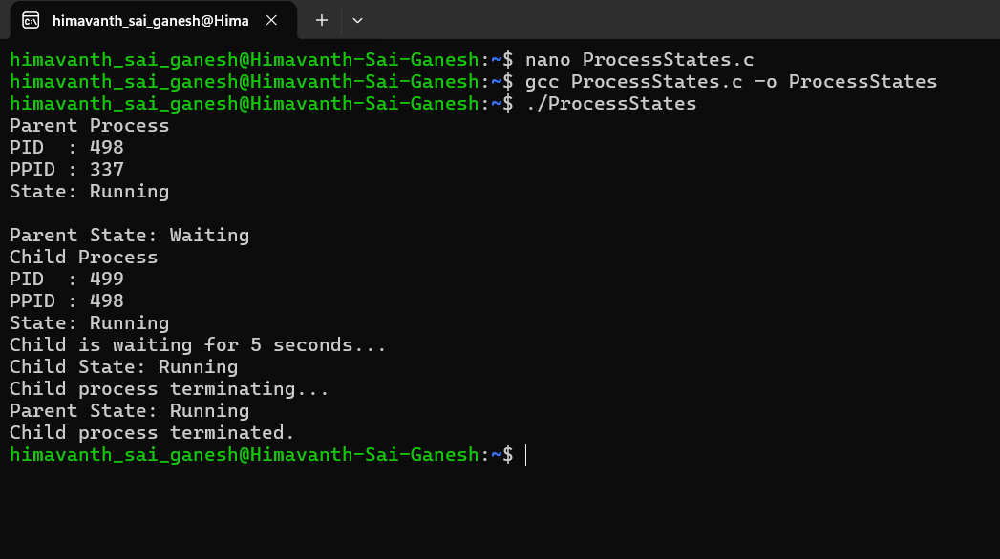 himavanth_sai_ganesh@Hima
himavanth_sai_ganesh@Himavanth-Sai-Ganesh:~$ nano ProcessStates.c
himavanth_sai_ganesh@Himavanth-Sai-Ganesh:~$ gcc ProcessStates.c -o ProcessStates
himavanth_sai_ganesh@Himavanth-Sai-Ganesh:~$ ./ProcessStates
Parent Process
PID  : 498
PPID : 337
State: Running

Parent State: Waiting
Child Process
PID  : 499
PPID : 498
State: Running
Child is waiting for 5 seconds...
Child State: Running
Child process terminating...
Parent State: Running
Child process terminated.
himavanth_sai_ganesh@Himavanth-Sai-Ganesh:~$